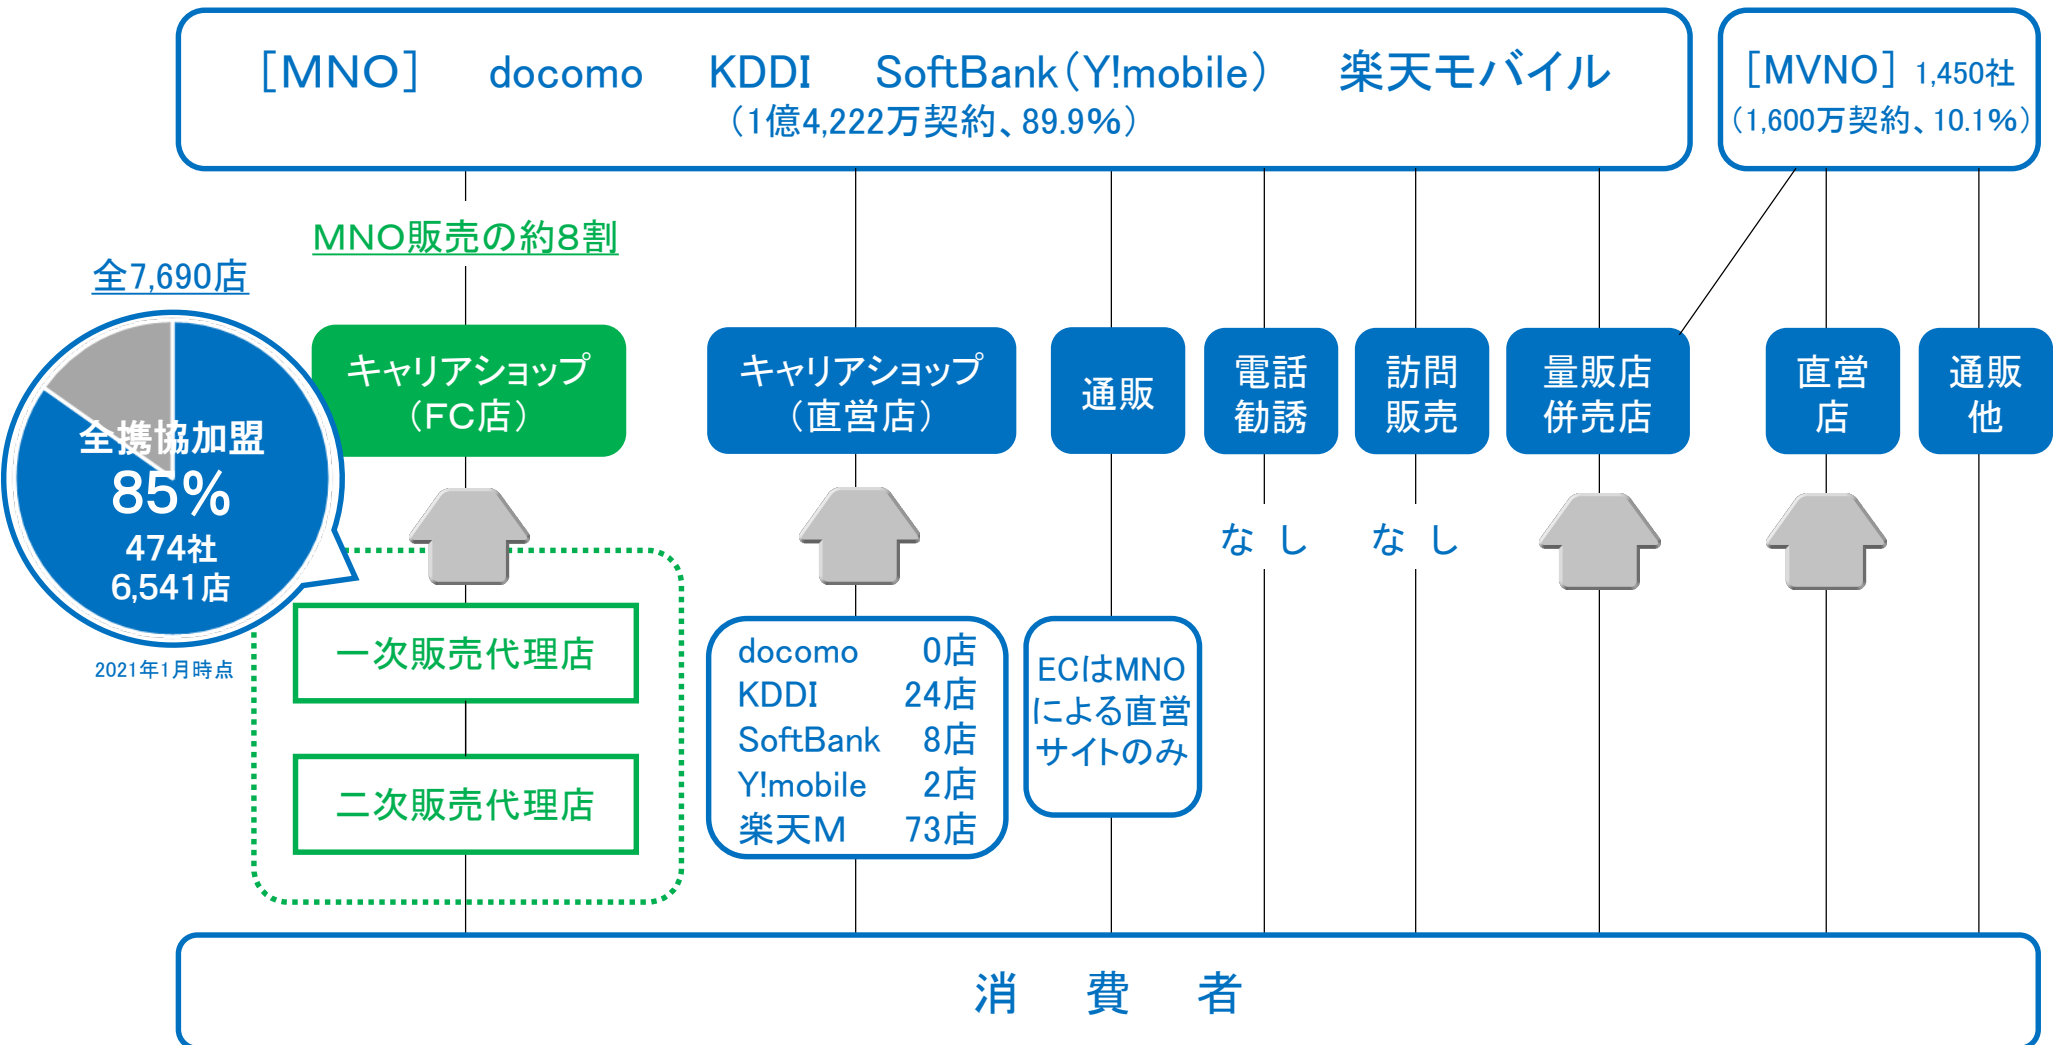 ［MNO］ docomo KDDI SoftBank（Y!mobile） 楽天モバイル
（1億4,222万契約、89.9%）
［MVNO］ 1,450社
（1,600万契約、10.1%）
MNO販売の約8割
全7,690店
全携協加盟
85%
474社
6,541店
2021年1月時点
キャリアショップ
（FC店）
キャリアショップ
（直営店）
通販
電話
勧誘
訪問
販売
量販店
併売店
直営
店
通販
他
なし
なし
一次販売代理店
二次販売代理店
docomo 0店
KDDI 24店
SoftBank 8店
Y!mobile 2店
楽天M 73店
ECはMNO
による直営
サイトのみ
消費者